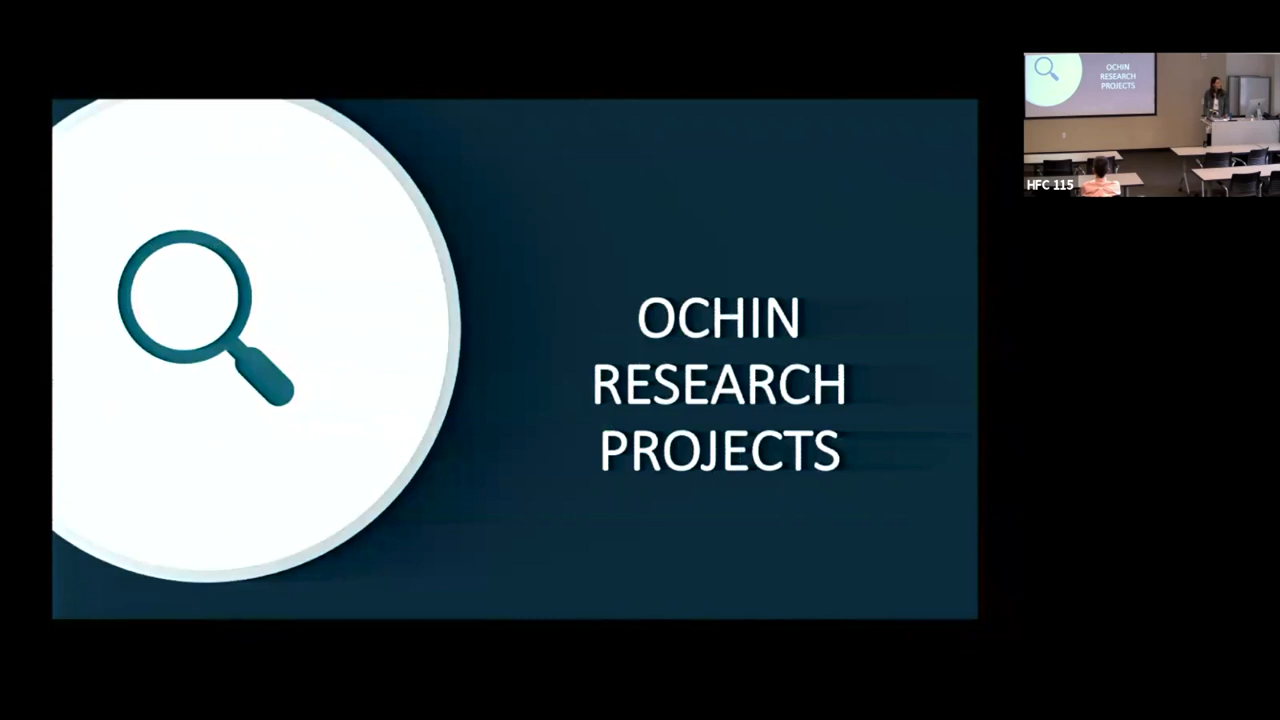 OCHIN
RESEARCH
PROJECTS
OCHIN
RESEARCH
PROJECTS
HFC 115